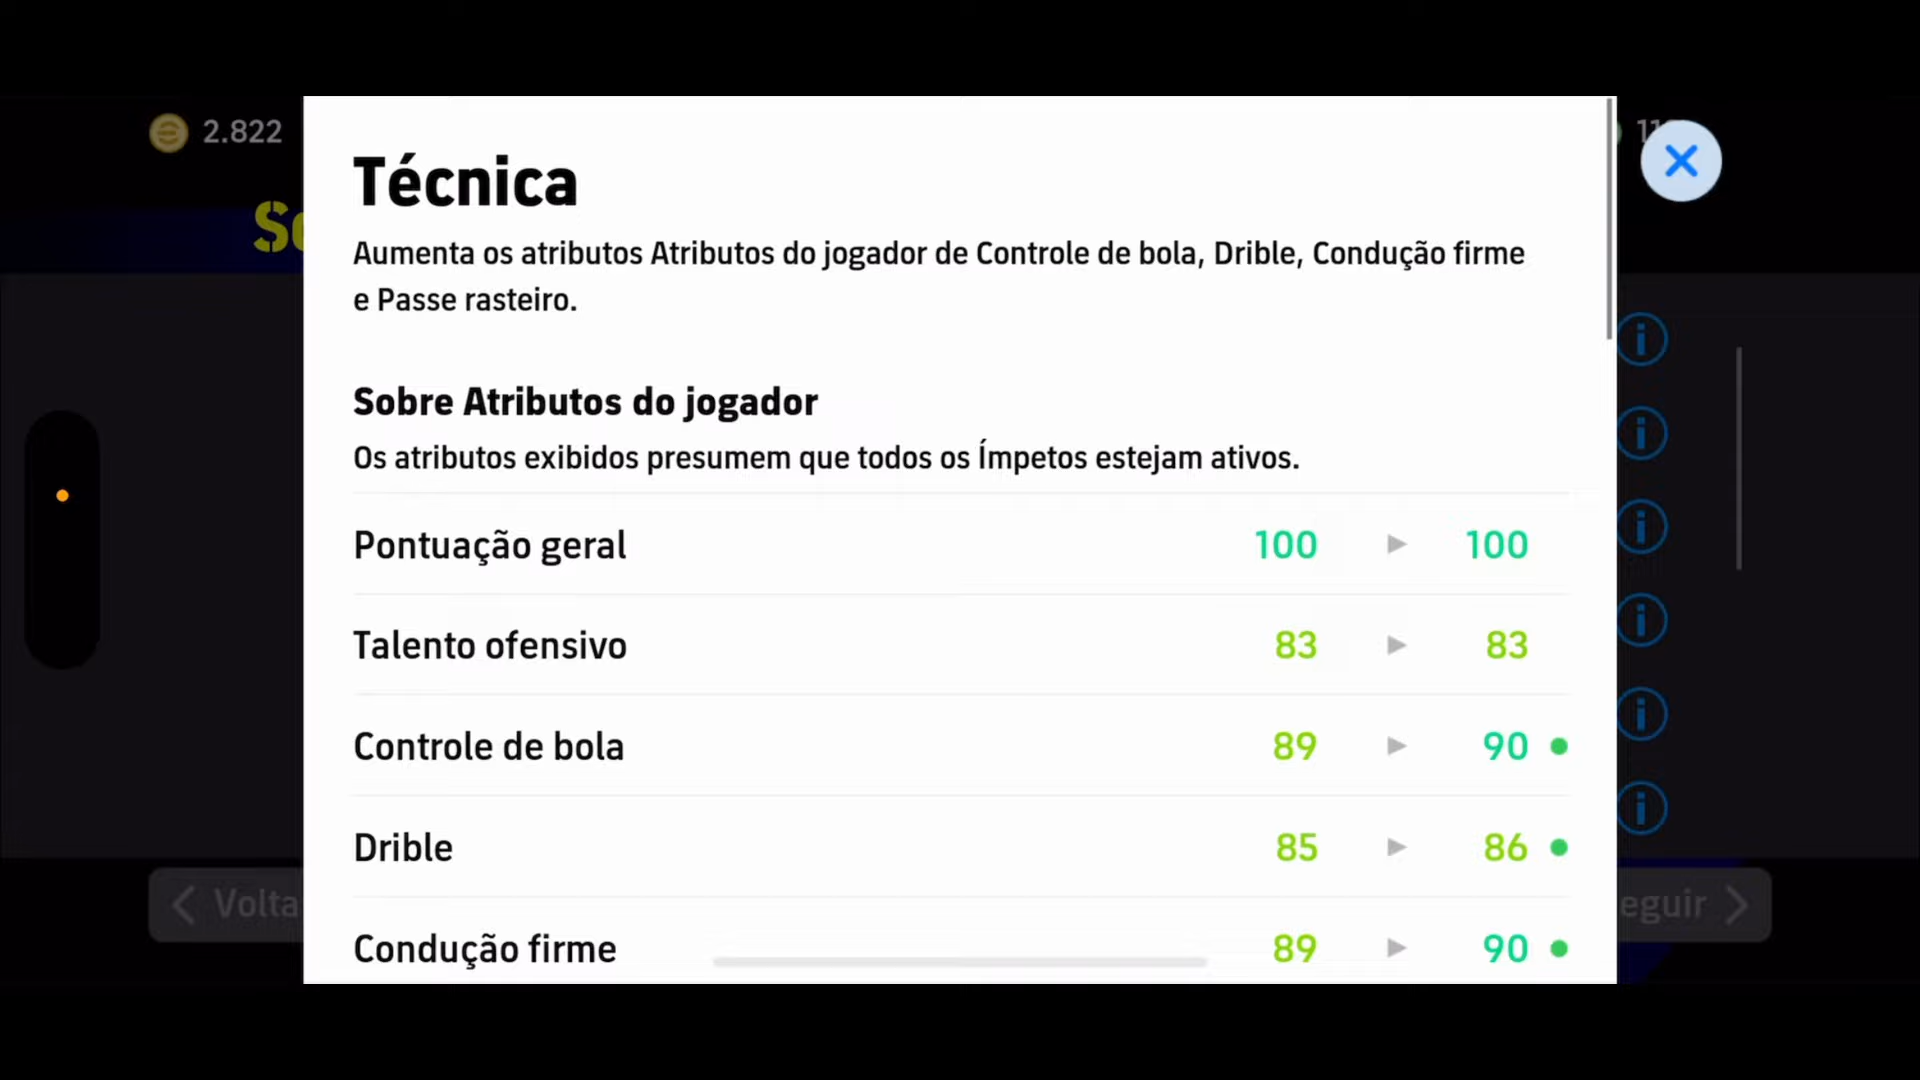 2.822
Técnica
Aumenta os atributos Atributos do jogador de Controle de bola, Drible, Condução firme
e Passe rasteiro.
Sobre Atributos do jogador
Os atributos exibidos presumem que todos os Ímpetos estejam ativos.
Pontuação geral 100 ▶ 100
Talento ofensivo 83 ▶ 83
Controle de bola 89 ▶ 90
Drible 85 ▶ 86
Volta
eguir
Condução firme 89 ▶ 90